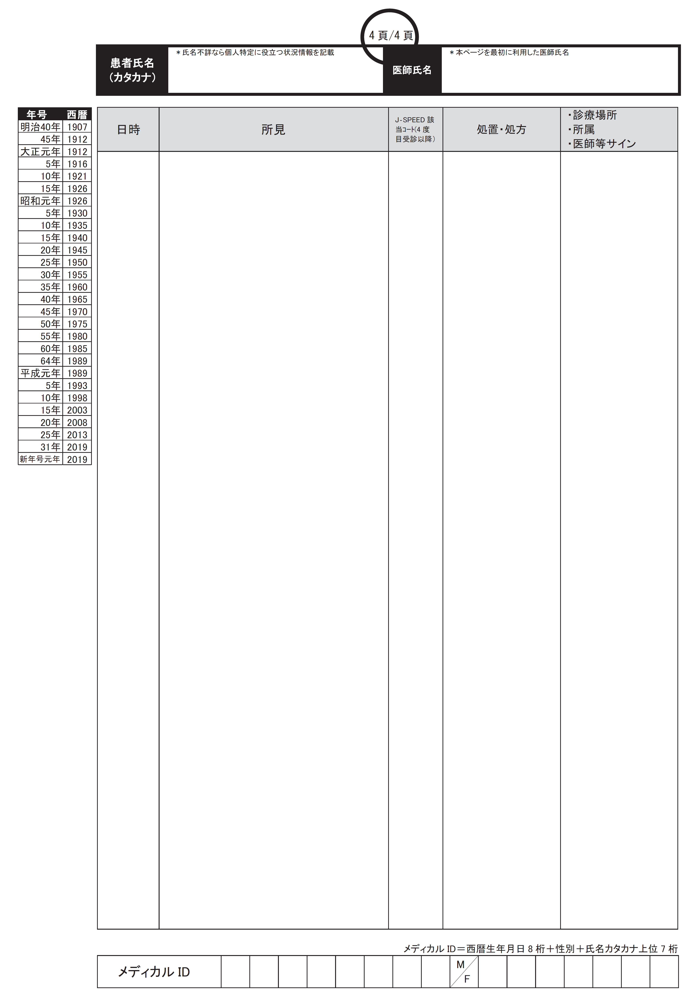 4 頁/4 頁
患者氏名
（カタカナ）
＊氏名不詳なら個人特定に役立つ状況情報を記載
医師氏名
＊本ページを最初に利用した医師氏名
年号 西暦
明治40年 1907
45年 1912
大正元年 1912
5年 1916
10年 1921
15年 1926
昭和元年 1926
5年 1930
10年 1935
15年 1940
20年 1945
25年 1950
30年 1955
35年 1960
40年 1965
45年 1970
50年 1975
55年 1980
60年 1985
64年 1989
平成元年 1989
5年 1993
10年 1998
15年 2003
20年 2008
25年 2013
31年 2019
新年号元年 2019
日時
所見
J-SPEED 該
当ｺｰﾄ（4 度
目受診以降）
処置・処方
・診療場所
・所属
・医師等サイン
メディカル ID＝西暦生年月日 8 桁＋性別＋氏名カタカナ上位 7 桁
メディカル ID
M
F